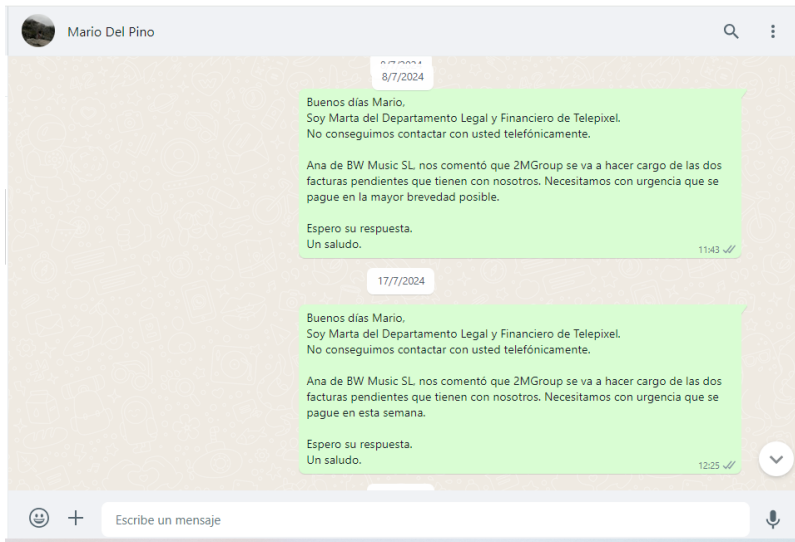 Mario Del Pino
8/7/2024
8/7/2024
Buenos días Mario,
Soy Marta del Departamento Legal y Financiero de Telepixel.
No conseguimos contactar con usted telefónicamente.
Ana de BW Music SL, nos comentó que 2MGroup se va a hacer cargo de las dos
facturas pendientes que tienen con nosotros. Necesitamos con urgencia que se
pague en la mayor brevedad posible.
Espero su respuesta.
Un saludo.
11:43
17/7/2024
Buenos días Mario,
Soy Marta del Departamento Legal y Financiero de Telepixel.
No conseguimos contactar con usted telefónicamente.
Ana de BW Music SL, nos comentó que 2MGroup se va a hacer cargo de las dos
facturas pendientes que tienen con nosotros. Necesitamos con urgencia que se
pague en esta semana.
Espero su respuesta.
Un saludo.
12:25
Escribe un mensaje